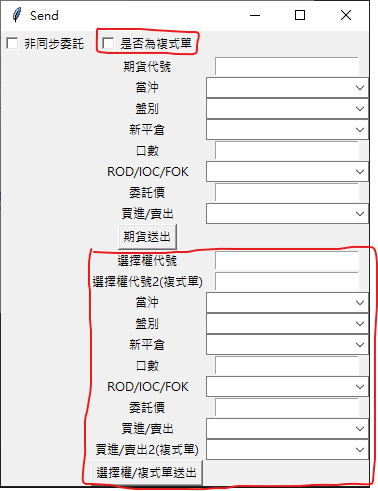 Send
非同步委託 是否為複式單
期貨代號
當沖
盤別
新平倉
口數
ROD/IOC/FOK
委託價
買進/賣出
期貨送出
選擇權代號
選擇權代號2(複式單)
當沖
盤別
新平倉
口數
ROD/IOC/FOK
委託價
買進/賣出
買進/賣出2(複式單)
選擇權/複式單送出